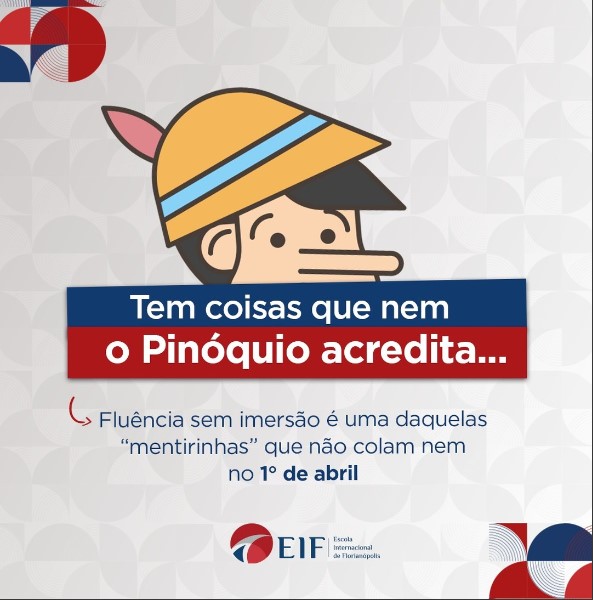 Tem coisas que nem
o Pinóquio acredita...
Fluência sem imersão é uma daquelas
“mentirinhas” que não colam nem
no 1º de abril
EIF
Escola
Internacional
de Florianópolis